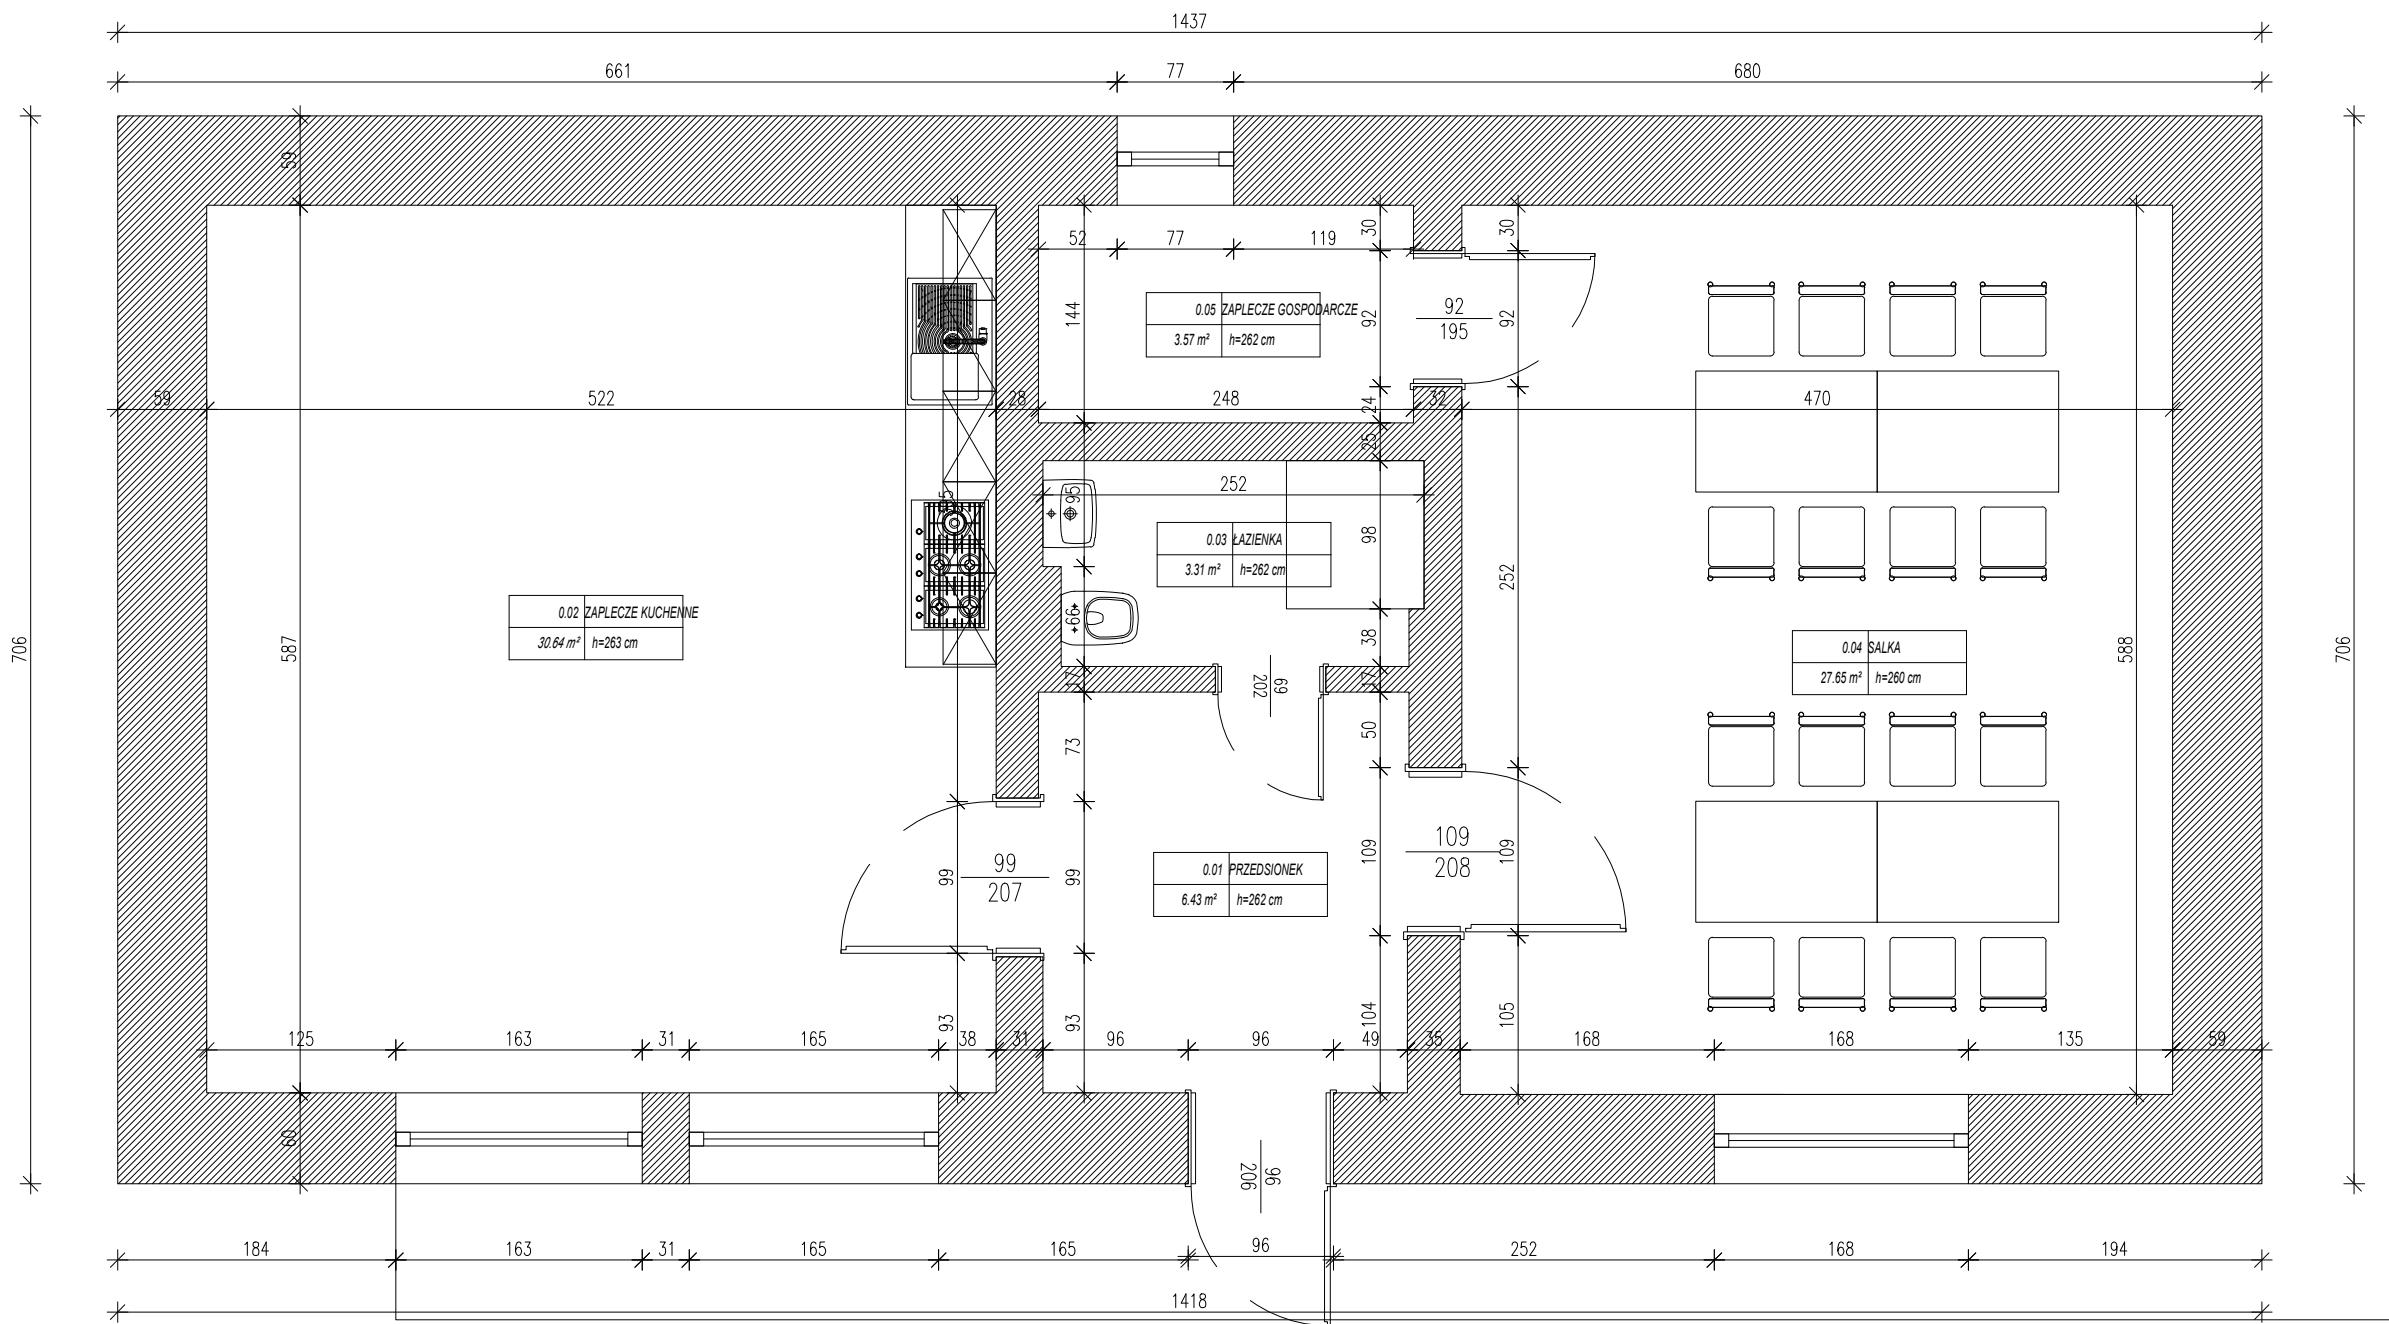 1437
661 77 680
59
30 30
52 77 119
0.05 ZAPLECZE GOSPODARCZE
3.57 m² h=262 cm
144
92 92
92
195
59 522 28 248 24 32 470
25
252
95
98
0.03 ŁAZIENKA
3.31 m² h=262 cm
252
0.02 ZAPLECZE KUCHENNE
30.64 m² h=263 cm
66
38
706 587
0.04 SALKA
27.65 m² h=260 cm
588 706
17 17
69
202
73 50
109
208
109 109
99
207
99 99
0.01 PRZEDSIONEK
6.43 m² h=262 cm
93 93 104 105
125 163 31 165 38 31 96 96 49 35 168 168 135 59
60
96
206
184 163 31 165 165 96 252 168 194
1418